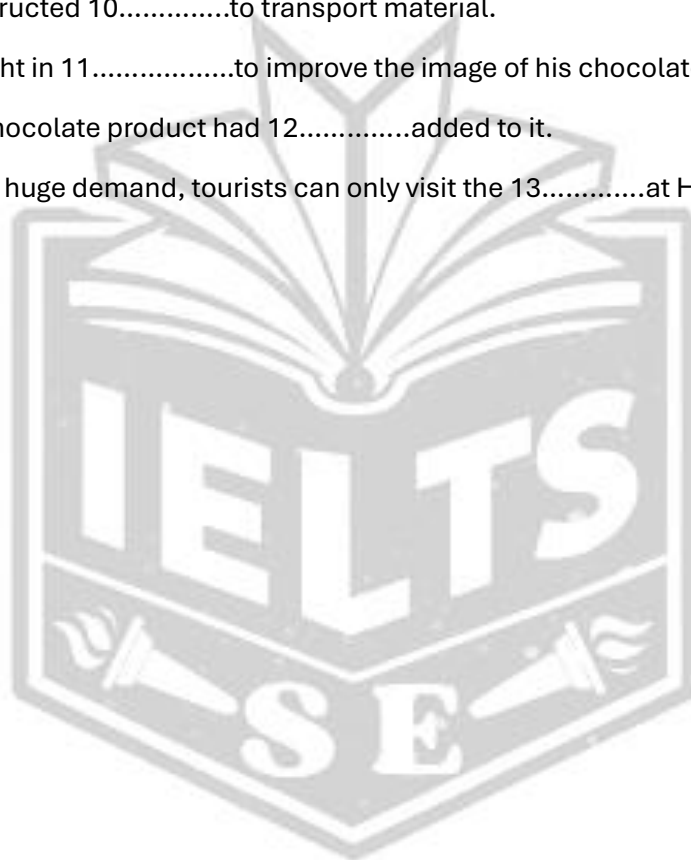 ructed 10..............to transport material.
ht in 11..................to improve the image of his chocolat
hocolate product had 12..............added to it.
huge demand, tourists can only visit the 13.............at H
IELTS
S E